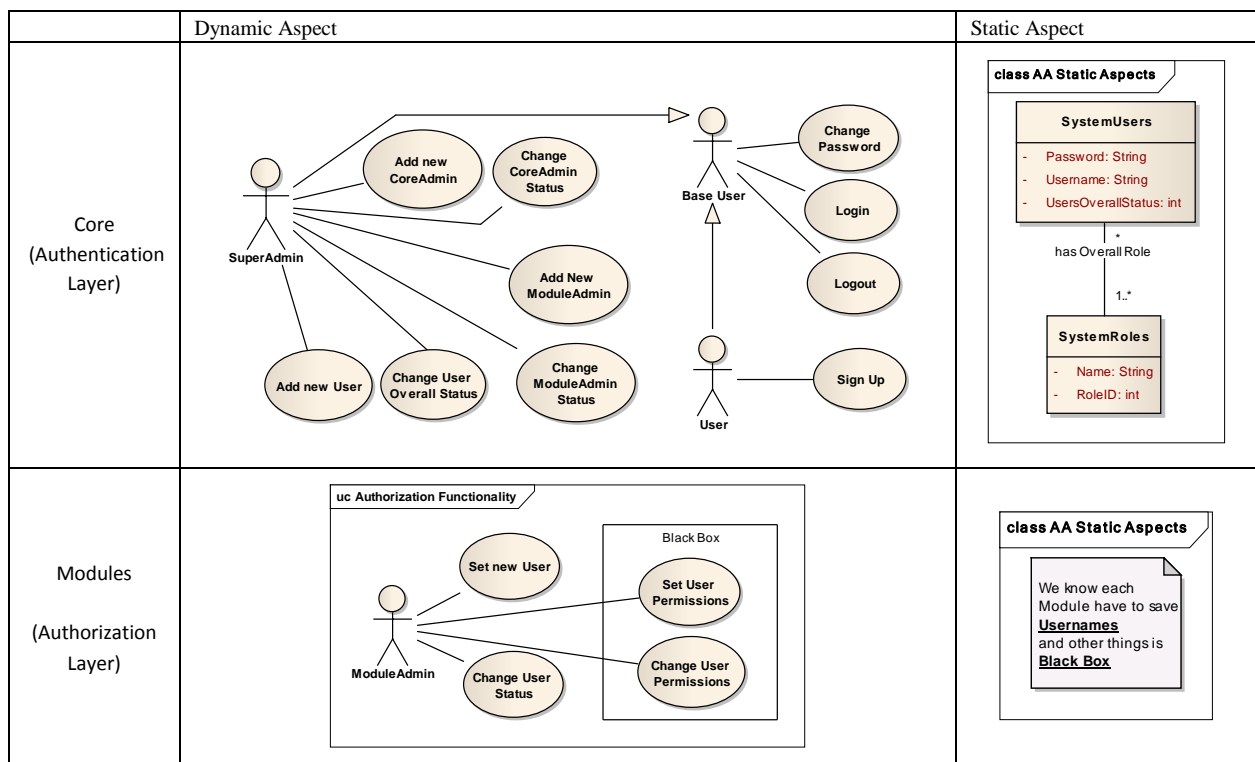 Dynamic Aspect
Static Aspect
Core
(Authentication
Layer)
SuperAdmin
Add new
CoreAdmin
Change
CoreAdmin
Status
Add New
ModuleAdmin
Change
ModuleAdmin
Status
Change User
Overall Status
Add new User
Base User
Change
Password
Login
Logout
User
Sign Up
class AA Static Aspects
SystemUsers
- Password: String
- Username: String
- UsersOverallStatus: int
*
has Overall Role
1..*
SystemRoles
- Name: String
- RoleID: int
Modules
(Authorization
Layer)
uc Authorization Functionality
ModuleAdmin
Set new User
Change User
Status
Black Box
Set User
Permissions
Change User
Permissions
class AA Static Aspects
We know each
Module have to save
Usernames
and other things is
Black Box